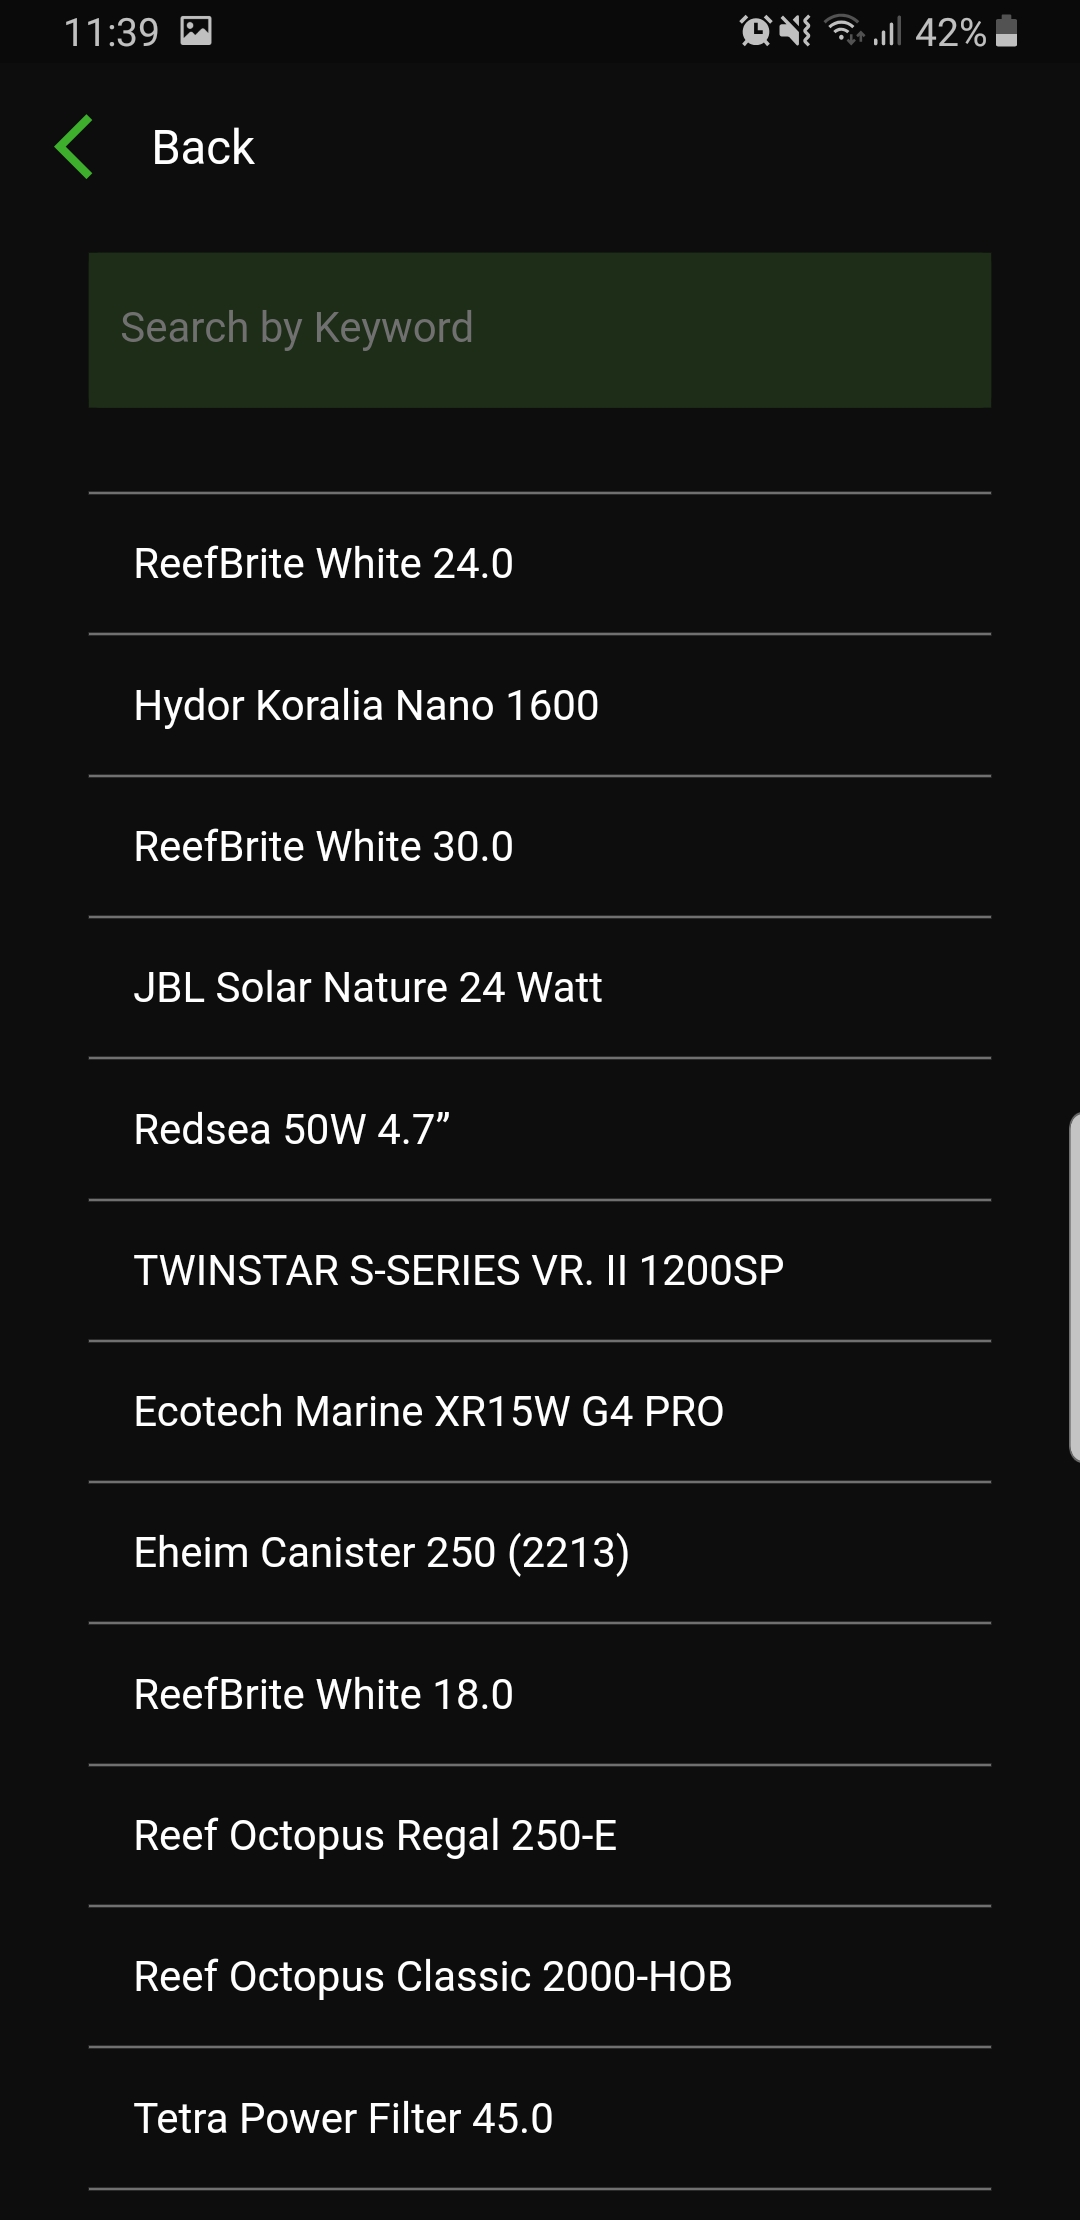 11:39
42%
Back
Search by Keyword
ReefBrite White 24.0
Hydor Koralia Nano 1600
ReefBrite White 30.0
JBL Solar Nature 24 Watt
Redsea 50W 4.7”
TWINSTAR S-SERIES VR. II 1200SP
Ecotech Marine XR15W G4 PRO
Eheim Canister 250 (2213)
ReefBrite White 18.0
Reef Octopus Regal 250-E
Reef Octopus Classic 2000-HOB
Tetra Power Filter 45.0